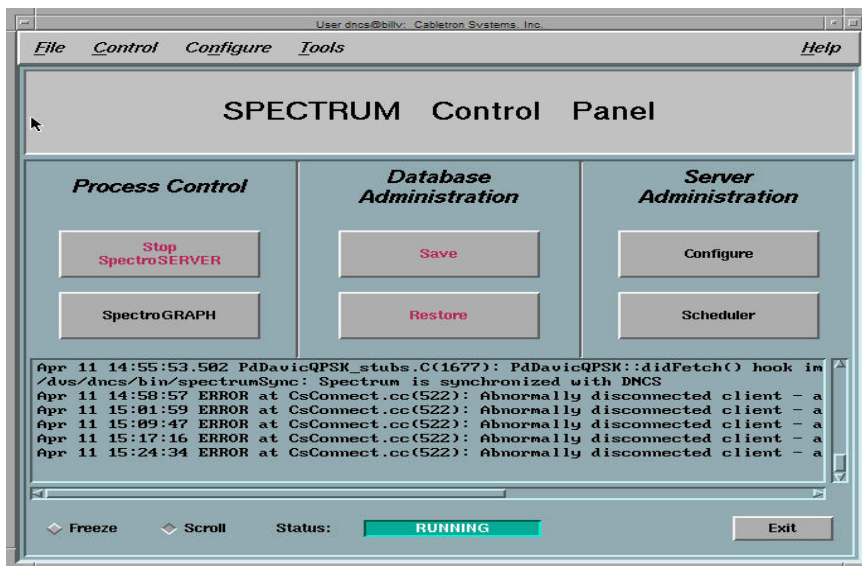 User dncs@billy: Cabletron Systems, Inc.
File Control Configure Tools Help
SPECTRUM Control Panel
Process Control
Database
Administration
Server
Administration
Stop
SpectroSERVER
Save
Configure
SpectroGRAPH
Restore
Scheduler
Apr 11 14:55:53.502 PdDavicQPSK_stubs.C(1677): PdDavicQPSK::didFetch() hook im
/dvs/dncs/bin/spectrumSync: Spectrum is synchronized with DNCS
Apr 11 14:58:57 ERROR at CsConnect.cc(522): Abnormally disconnected client - a
Apr 11 15:01:59 ERROR at CsConnect.cc(522): Abnormally disconnected client - a
Apr 11 15:09:47 ERROR at CsConnect.cc(522): Abnormally disconnected client - a
Apr 11 15:17:16 ERROR at CsConnect.cc(522): Abnormally disconnected client - a
Apr 11 15:24:34 ERROR at CsConnect.cc(522): Abnormally disconnected client - a
Freeze Scroll Status: RUNNING Exit